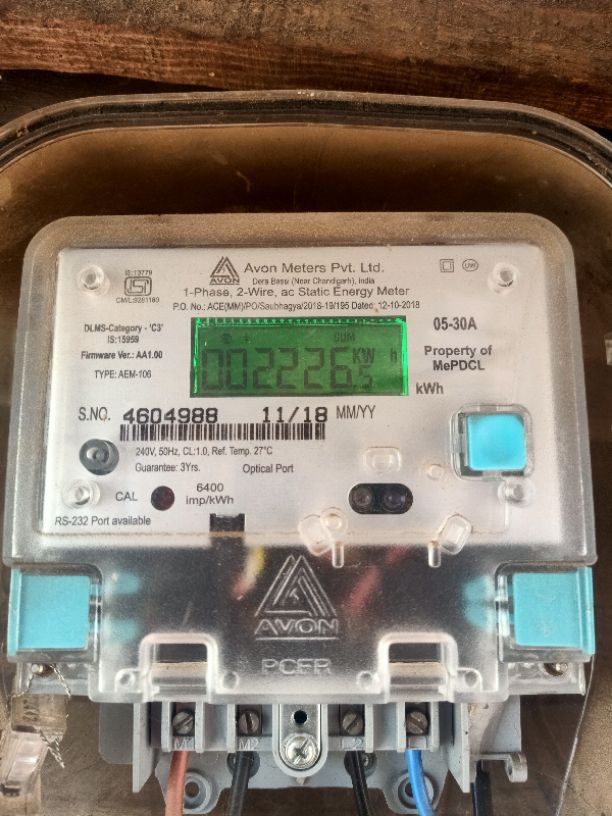 IS:13779
CM/L:9281180
AVON
Avon Meters Pvt. Ltd.
Dera Bassi (Near Chandigarh), India
1-Phase, 2-Wire, ac Static Energy Meter
P.O. No.: ACE(MM)/PO/Saubhagya/2018-19/195 Dated: 12-10-2018
UW
DLMS-Category - 'C3'
IS:15959
Firmware Ver.: AA1.00
TYPE: AEM-106
CUM
002226.5 KW h
kWh
05-30A
Property of
MePDCL
S.NO. 4604988 11/18 MM/YY
240V, 50Hz, CL:1.0, Ref. Temp. 27°C
Guarantee: 3Yrs. Optical Port
CAL 6400
imp/kWh
RS-232 Port available
AVON
M1 M2